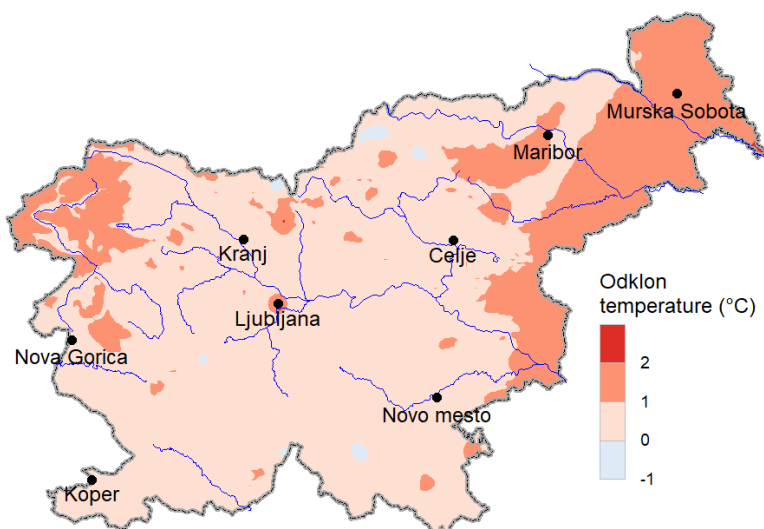 Murska Sobota
Maribor
Kranj
Celje
Ljubljana
Nova Gorica
Novo mesto
Koper
Odklon
temperature (°C)
2
1
0
-1